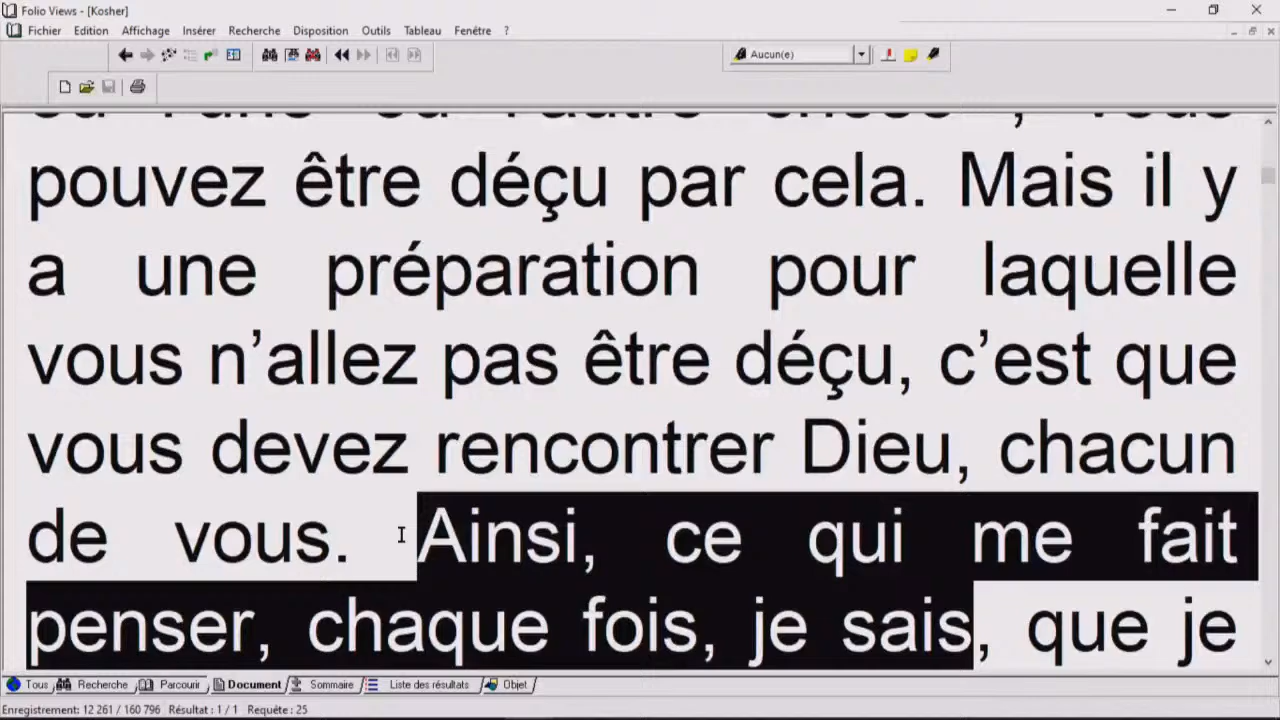 Folio Views - [Kosher]
Fichier Edition Affichage Insérer Recherche Disposition Outils Tableau Fenêtre ?
Aucun(e)
pouvez être déçu par cela. Mais il y
a une préparation pour laquelle
vous n’allez pas être déçu, c’est que
vous devez rencontrer Dieu, chacun
de vous. Ainsi, ce qui me fait
penser, chaque fois, je sais, que je
Tous Recherche Parcourir Document Sommaire Liste des résultats Objet
Enregistrement: 12 261 / 160 796 Résultat : 1 / 1 Requête : 25